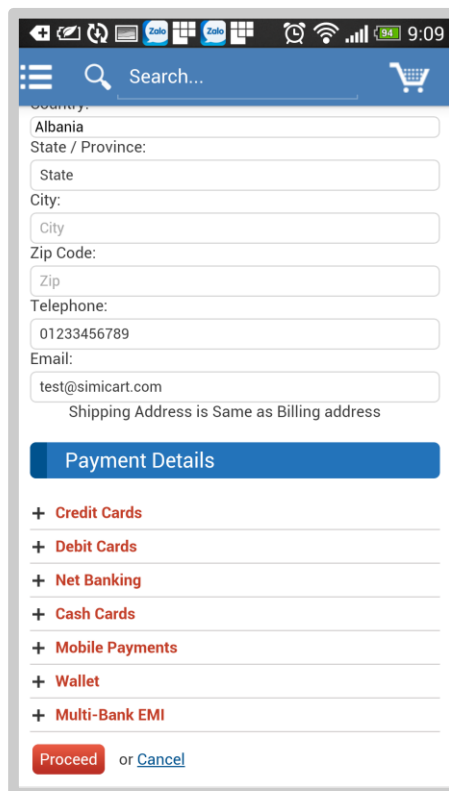 Zalo Zalo 94 9:09
Search...
Country:
Albania
State / Province:
State
City:
City
Zip Code:
Zip
Telephone:
01233456789
Email:
test@simicart.com
Shipping Address is Same as Billing address
Payment Details
+ Credit Cards
+ Debit Cards
+ Net Banking
+ Cash Cards
+ Mobile Payments
+ Wallet
+ Multi-Bank EMI
Proceed or Cancel